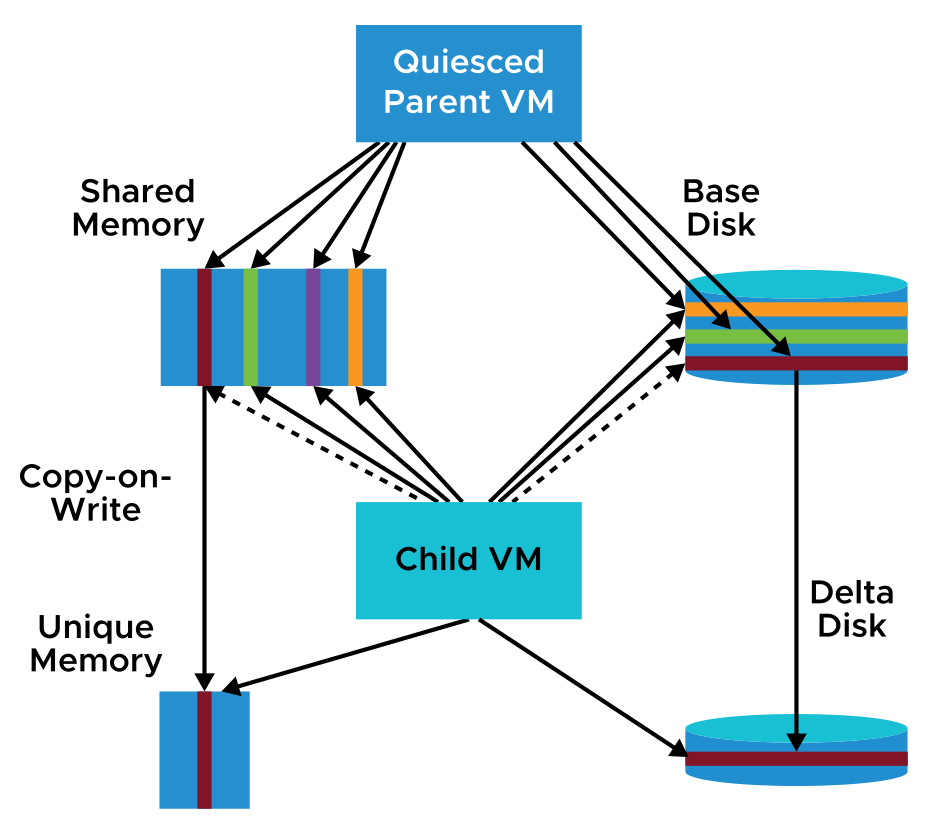 Quiesced
Parent VM
Shared
Memory
Base
Disk
Copy-on-
Write
Child VM
Unique
Memory
Delta
Disk